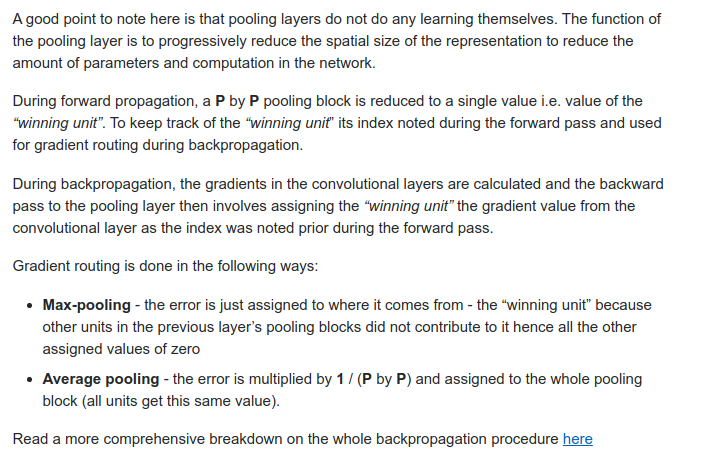 A good point to note here is that pooling layers do not do any learning themselves. The function of
the pooling layer is to progressively reduce the spatial size of the representation to reduce the
amount of parameters and computation in the network.
During forward propagation, a P by P pooling block is reduced to a single value i.e. value of the
“winning unit”. To keep track of the “winning unit” its index noted during the forward pass and used
for gradient routing during backpropagation.
During backpropagation, the gradients in the convolutional layers are calculated and the backward
pass to the pooling layer then involves assigning the “winning unit” the gradient value from the
convolutional layer as the index was noted prior during the forward pass.
Gradient routing is done in the following ways:
• Max-pooling - the error is just assigned to where it comes from - the “winning unit” because
other units in the previous layer’s pooling blocks did not contribute to it hence all the other
assigned values of zero
• Average pooling - the error is multiplied by 1 / (P by P) and assigned to the whole pooling
block (all units get this same value).
Read a more comprehensive breakdown on the whole backpropagation procedure here